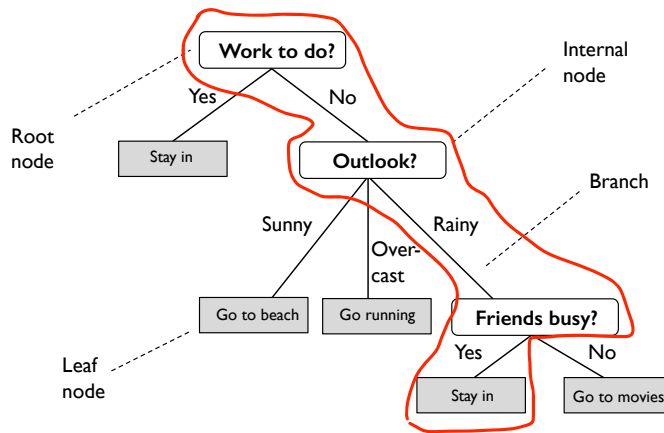 Work to do?
Internal
node
Yes
No
Root
node
Stay in
Outlook?
Branch
Sunny
Rainy
Over-
cast
Go to beach
Go running
Friends busy?
Leaf
node
Yes
No
Stay in
Go to movies